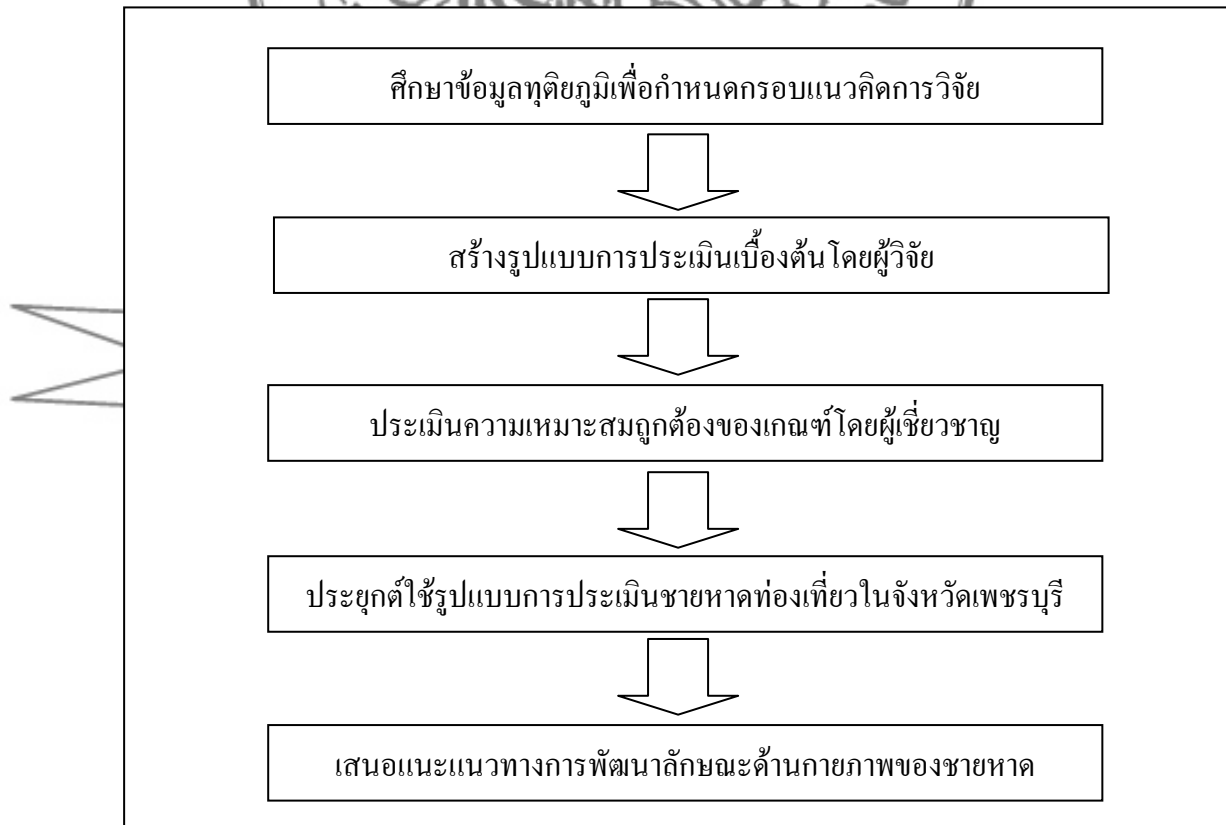 ศึกษาข้อมูลทุติยภูมิเพื่อกำหนดกรอบแนวคิดการวิจัย
สร้างรูปแบบการประเมินเบื้องต้นโดยผู้วิจัย
ประเมินความเหมาะสมถูกต้องของเกณฑ์โดยผู้เชี่ยวชาญ
ประยุกต์ใช้รูปแบบการประเมินชายหาดท่องเที่ยวในจังหวัดเพชรบุรี
เสนอแนะแนวทางการพัฒนาลักษณะด้านกายภาพของชายหาด